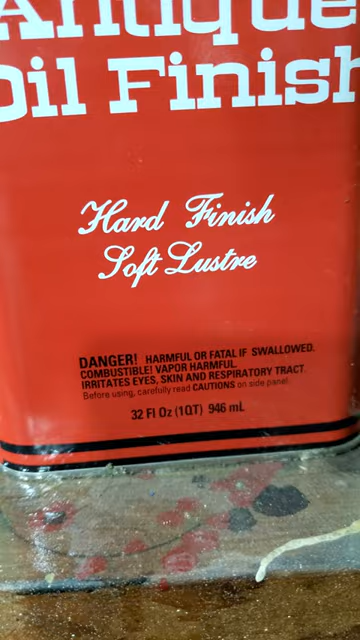 Antique
Oil Finish
Hard Finish
Soft Lustre
DANGER! HARMFUL OR FATAL IF SWALLOWED.
COMBUSTIBLE! VAPOR HARMFUL.
IRRITATES EYES, SKIN AND RESPIRATORY TRACT.
Before using, carefully read CAUTIONS on side panel.
32 Fl Oz (1QT) 946 mL